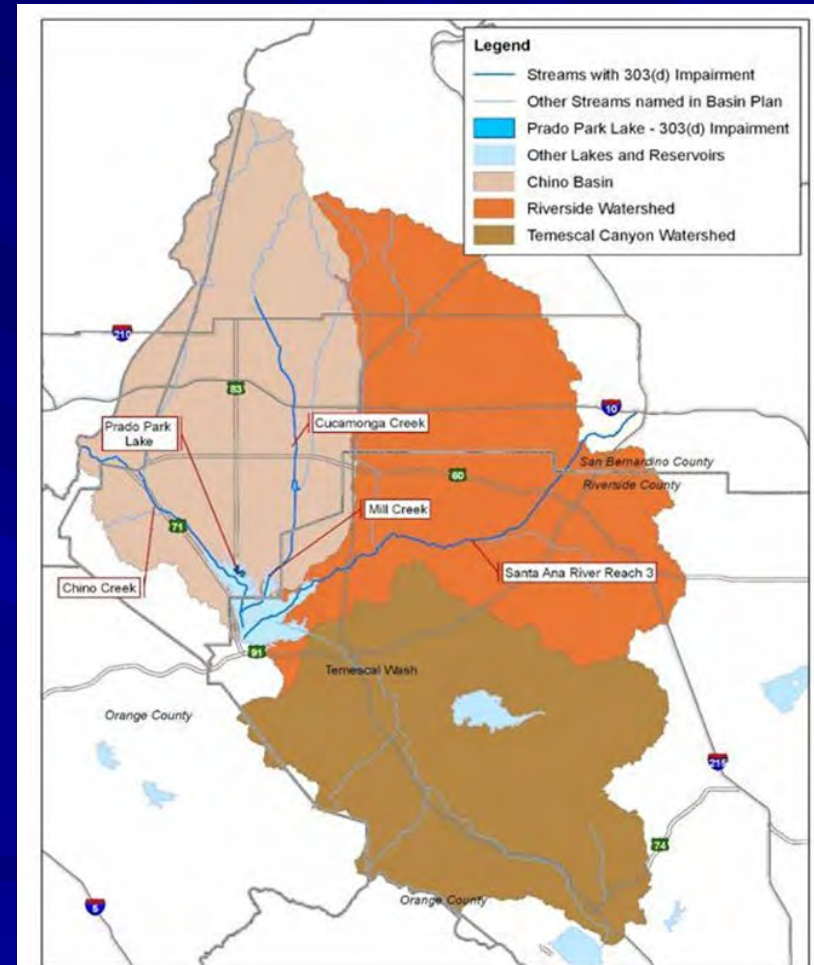 Legend
Streams with 303(d) Impairment
Other Streams named in Basin Plan
Prado Park Lake - 303(d) Impairment
Other Lakes and Reservoirs
Chino Basin
Riverside Watershed
Temescal Canyon Watershed
210
83
10
Prado Park
Lake
Cucamonga Creek
San Bernardino County
60
Riverside County
Mill Creek
71
Santa Ana River Reach 3
Chino Creek
91
Temescal Wash
Orange County
215
74
Orange County
5